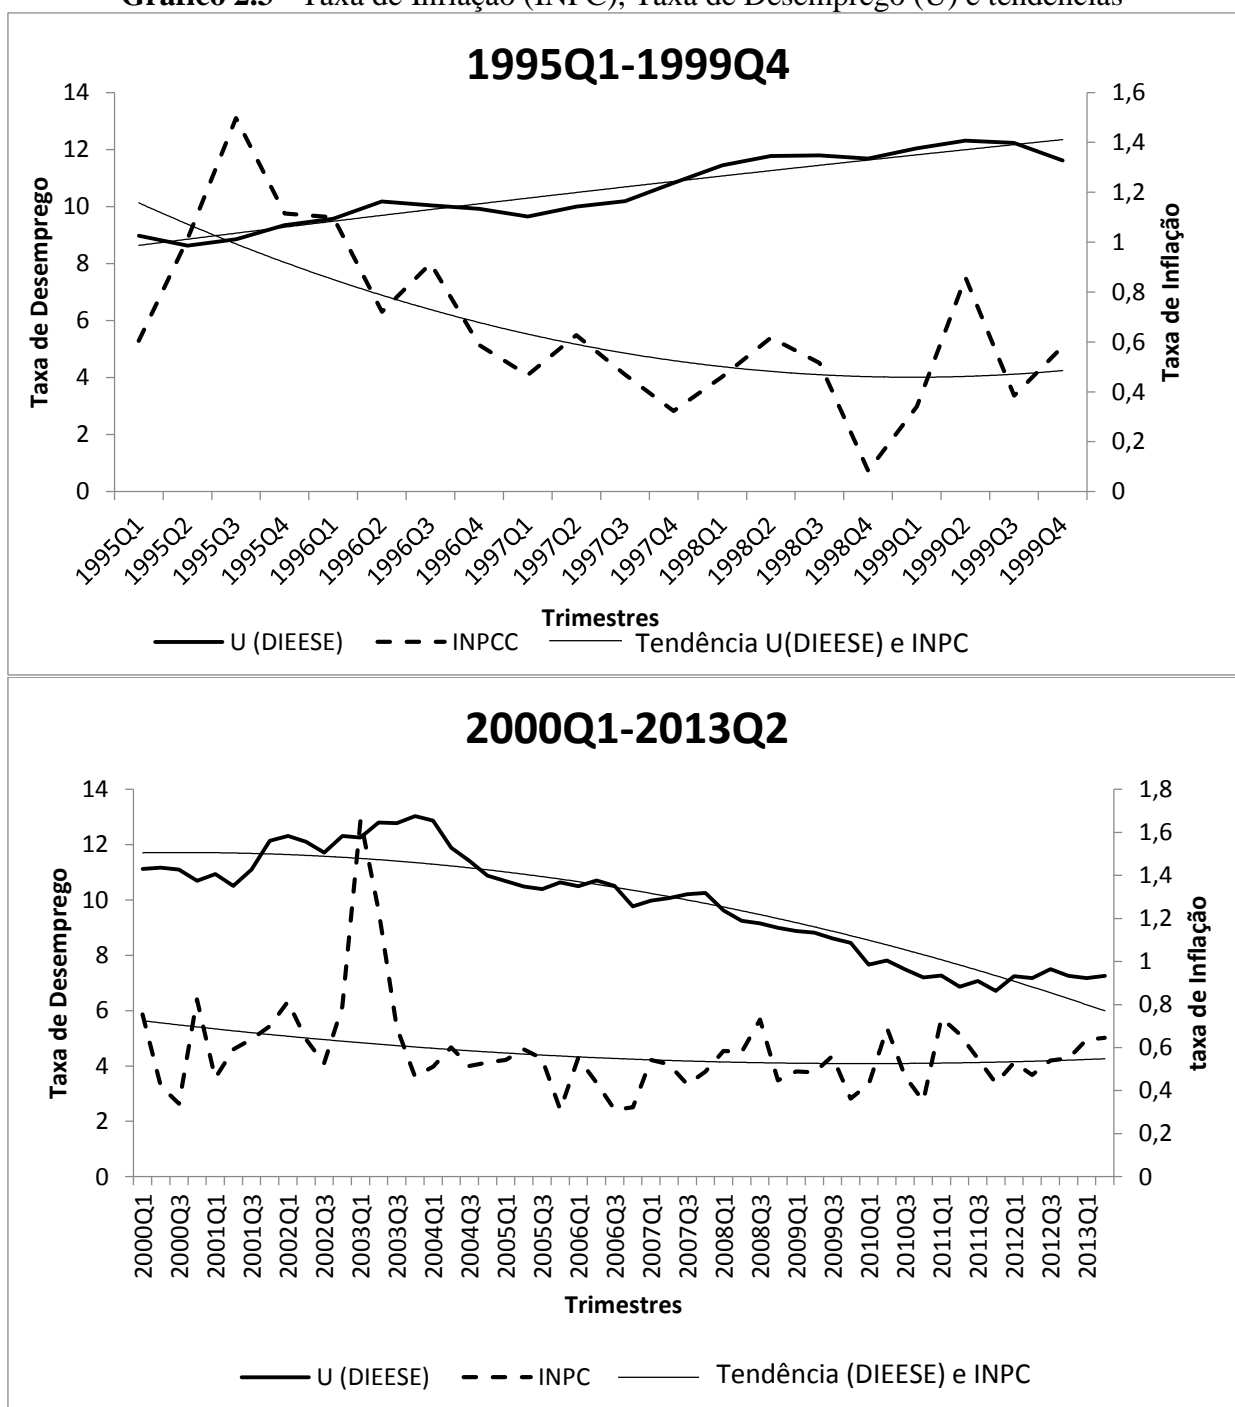 Gráfico 2.3 - Taxa de Inflação (INPC), Taxa de Desemprego (U) e tendências
1995Q1-1999Q4
14
12
10
8
6
4
2
0
Taxa de Desemprego
1,6
1,4
1,2
1
0,8
0,6
0,4
0,2
0
Taxa de Inflação
1995Q1
1995Q2
1995Q3
1995Q4
1996Q1
1996Q2
1996Q3
1996Q4
1997Q1
1997Q2
1997Q3
1997Q4
1998Q1
1998Q2
1998Q3
1998Q4
1999Q1
1999Q2
1999Q3
1999Q4
Trimestres
U (DIEESE) INPCC Tendência U(DIEESE) e INPC
2000Q1-2013Q2
14
12
10
8
6
4
2
0
Taxa de Desemprego
1,8
1,6
1,4
1,2
1
0,8
0,6
0,4
0,2
0
taxa de Inflação
2000Q1
2000Q3
2001Q1
2001Q3
2002Q1
2002Q3
2003Q1
2003Q3
2004Q1
2004Q3
2005Q1
2005Q3
2006Q1
2006Q3
2007Q1
2007Q3
2008Q1
2008Q3
2009Q1
2009Q3
2010Q1
2010Q3
2011Q1
2011Q3
2012Q1
2012Q3
2013Q1
Trimestres
U (DIEESE) INPC Tendência (DIEESE) e INPC